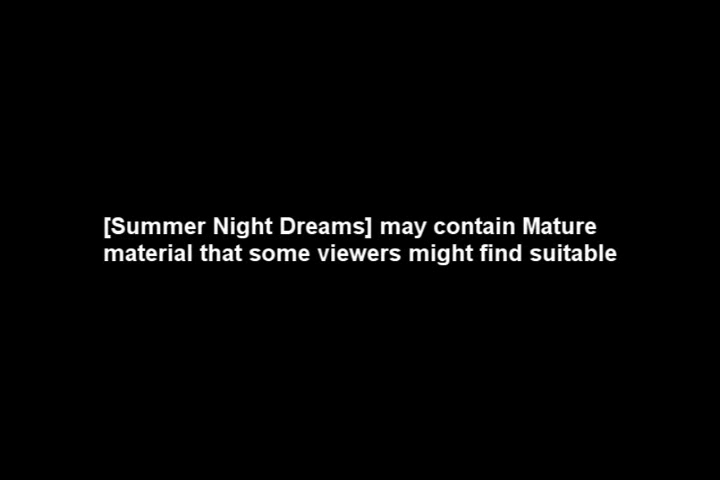 [Summer Night Dreams] may contain Mature
material that some viewers might find suitable